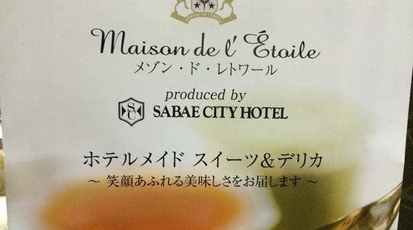 Maison de l' Étoile
メゾン・ド・レトワール
produced by
SC SABAE CITY HOTEL
ホテルメイド スイーツ&デリカ
~ 笑顔あふれる美味しさをお届します ~